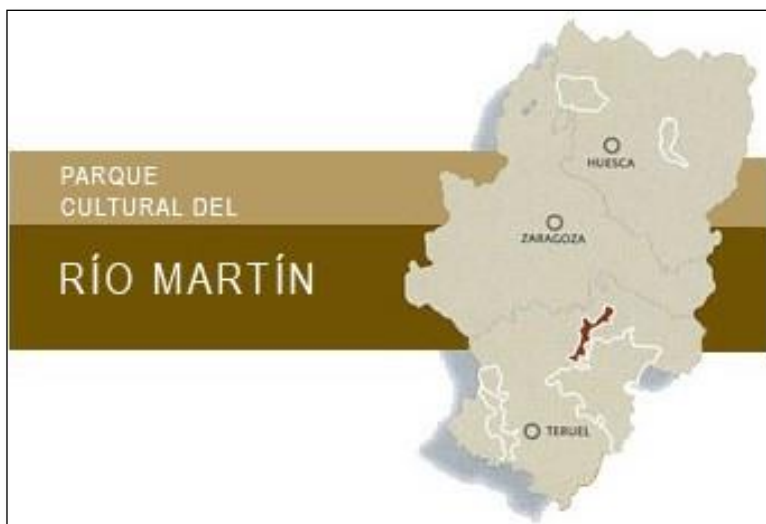 PARQUE
CULTURAL DEL
RÍO MARTÍN
HUESCA
ZARAGOZA
TERUEL